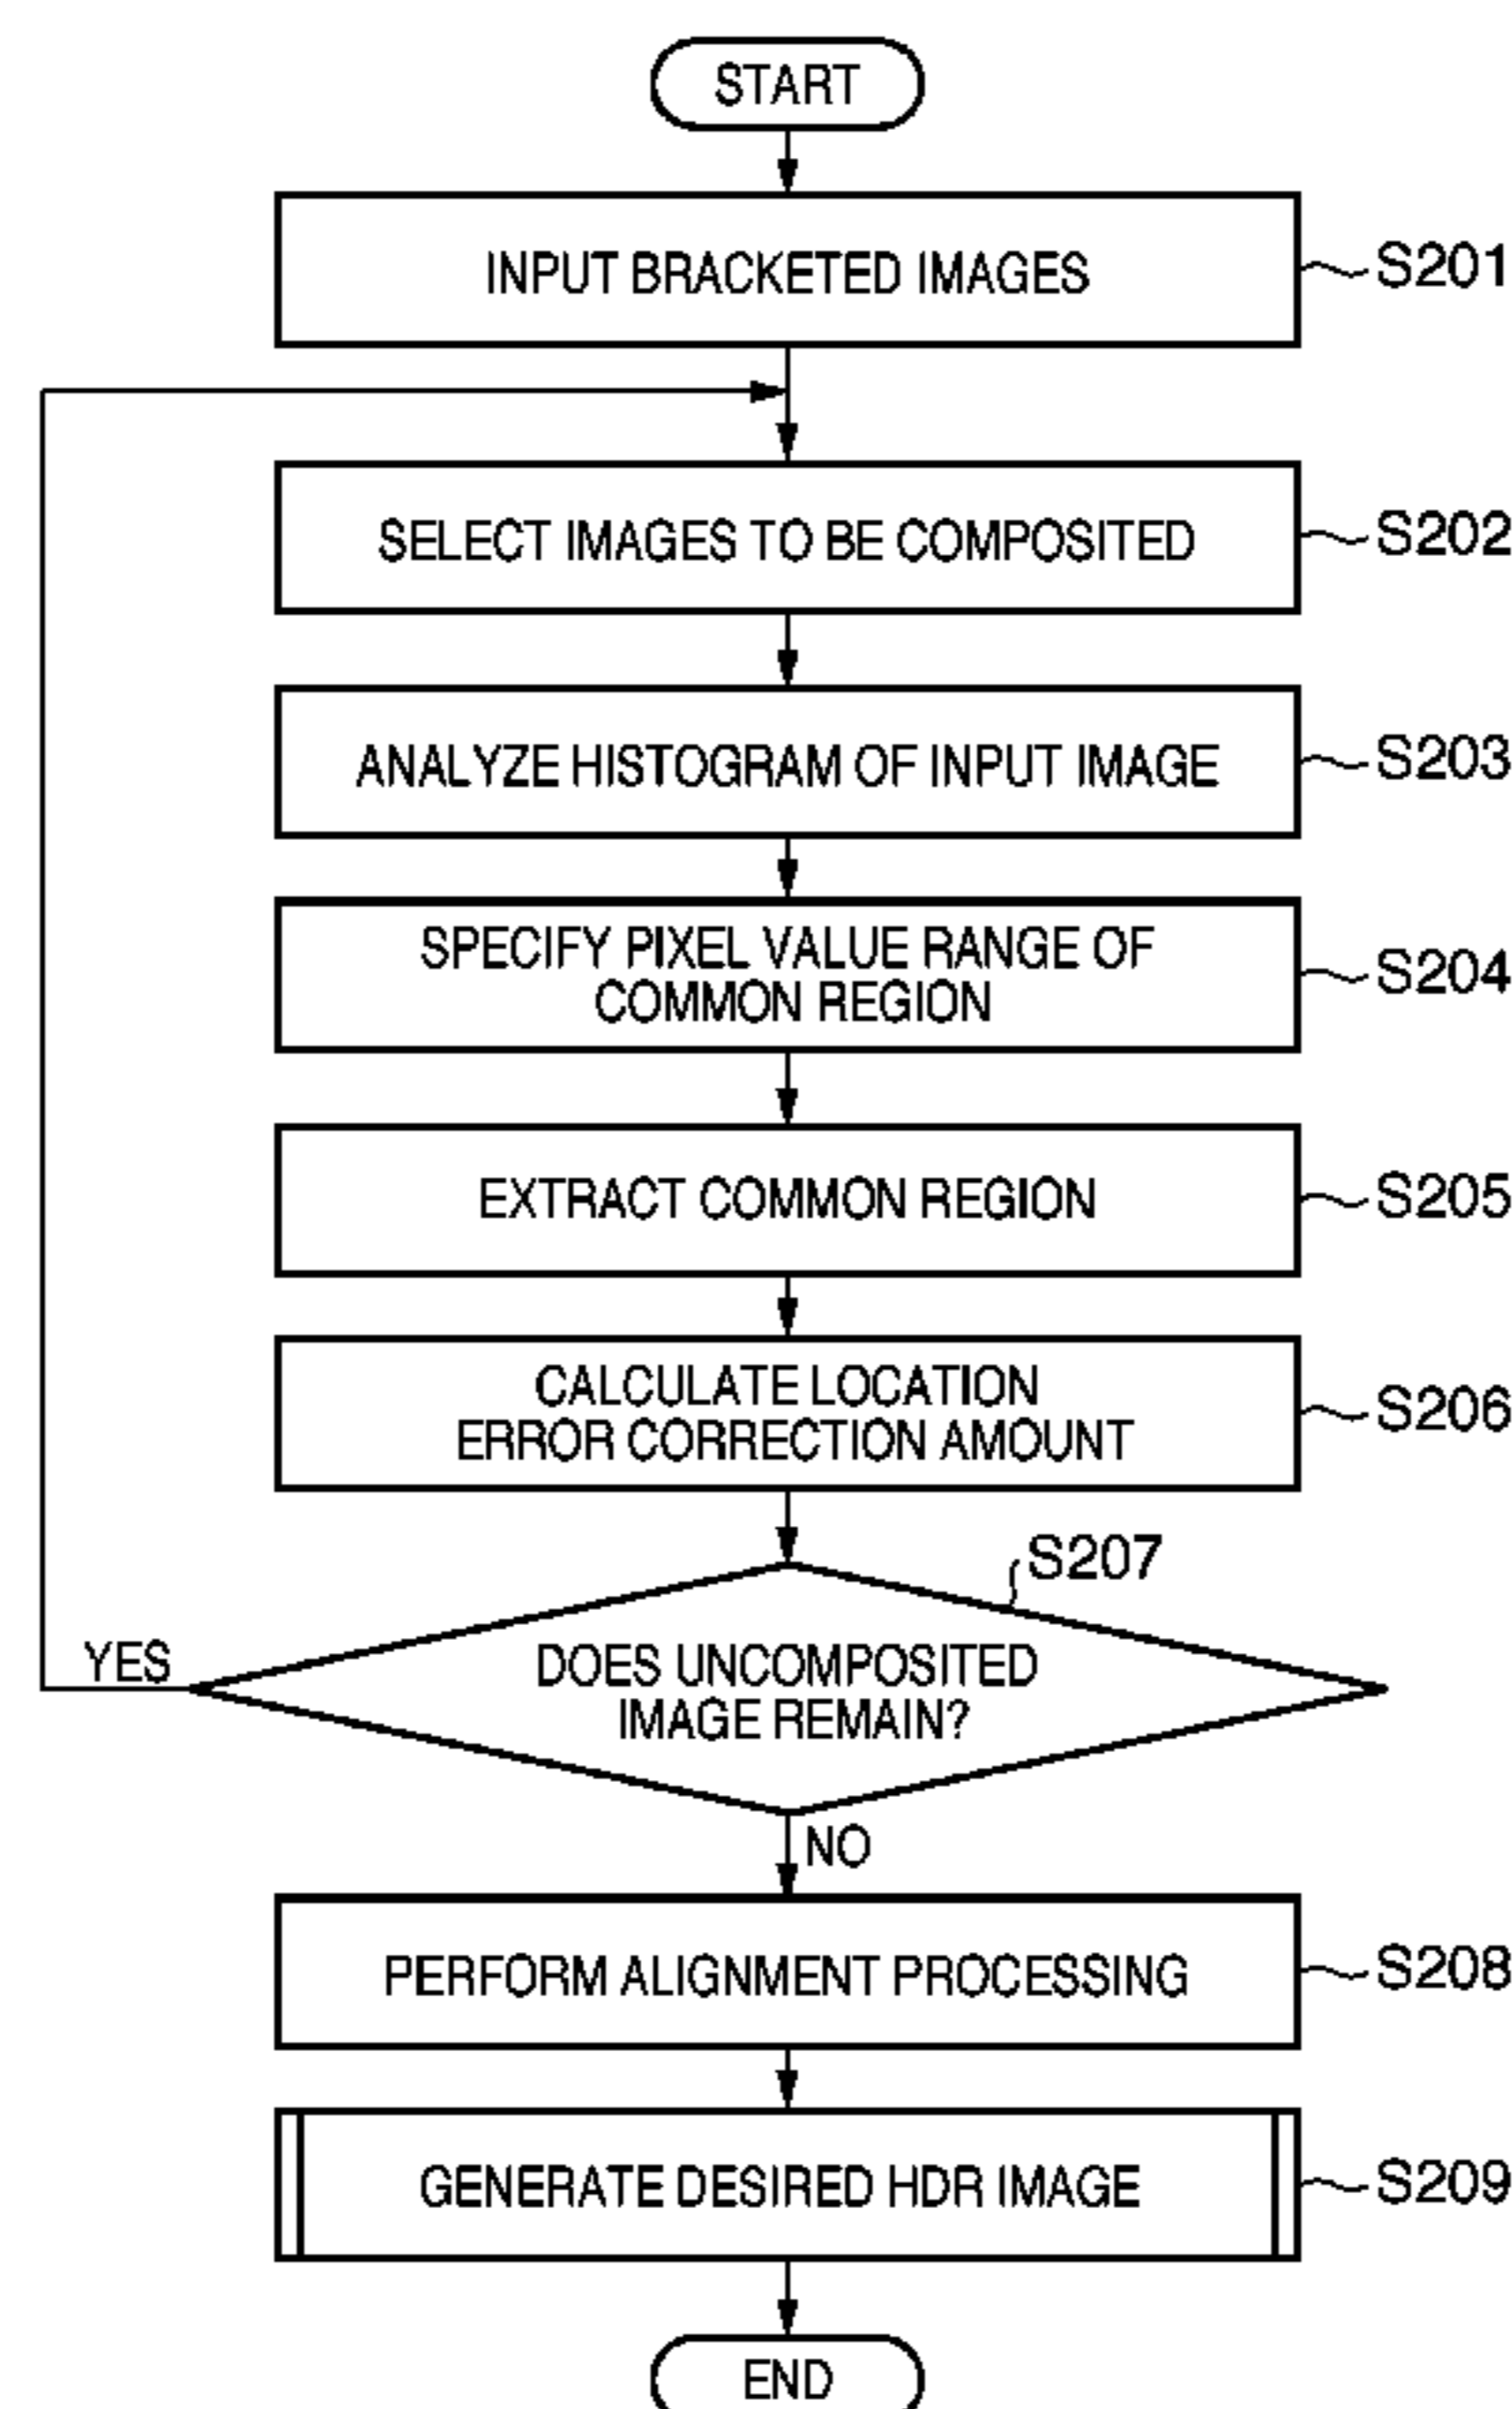 START
INPUT BRACKETED IMAGES
S201
SELECT IMAGES TO BE COMPOSITED
S202
ANALYZE HISTOGRAM OF INPUT IMAGE
S203
SPECIFY PIXEL VALUE RANGE OF
COMMON REGION
S204
EXTRACT COMMON REGION
S205
CALCULATE LOCATION
ERROR CORRECTION AMOUNT
S206
S207
DOES UNCOMPOSITED
IMAGE REMAIN?
YES
NO
PERFORM ALIGNMENT PROCESSING
S208
GENERATE DESIRED HDR IMAGE
S209
END